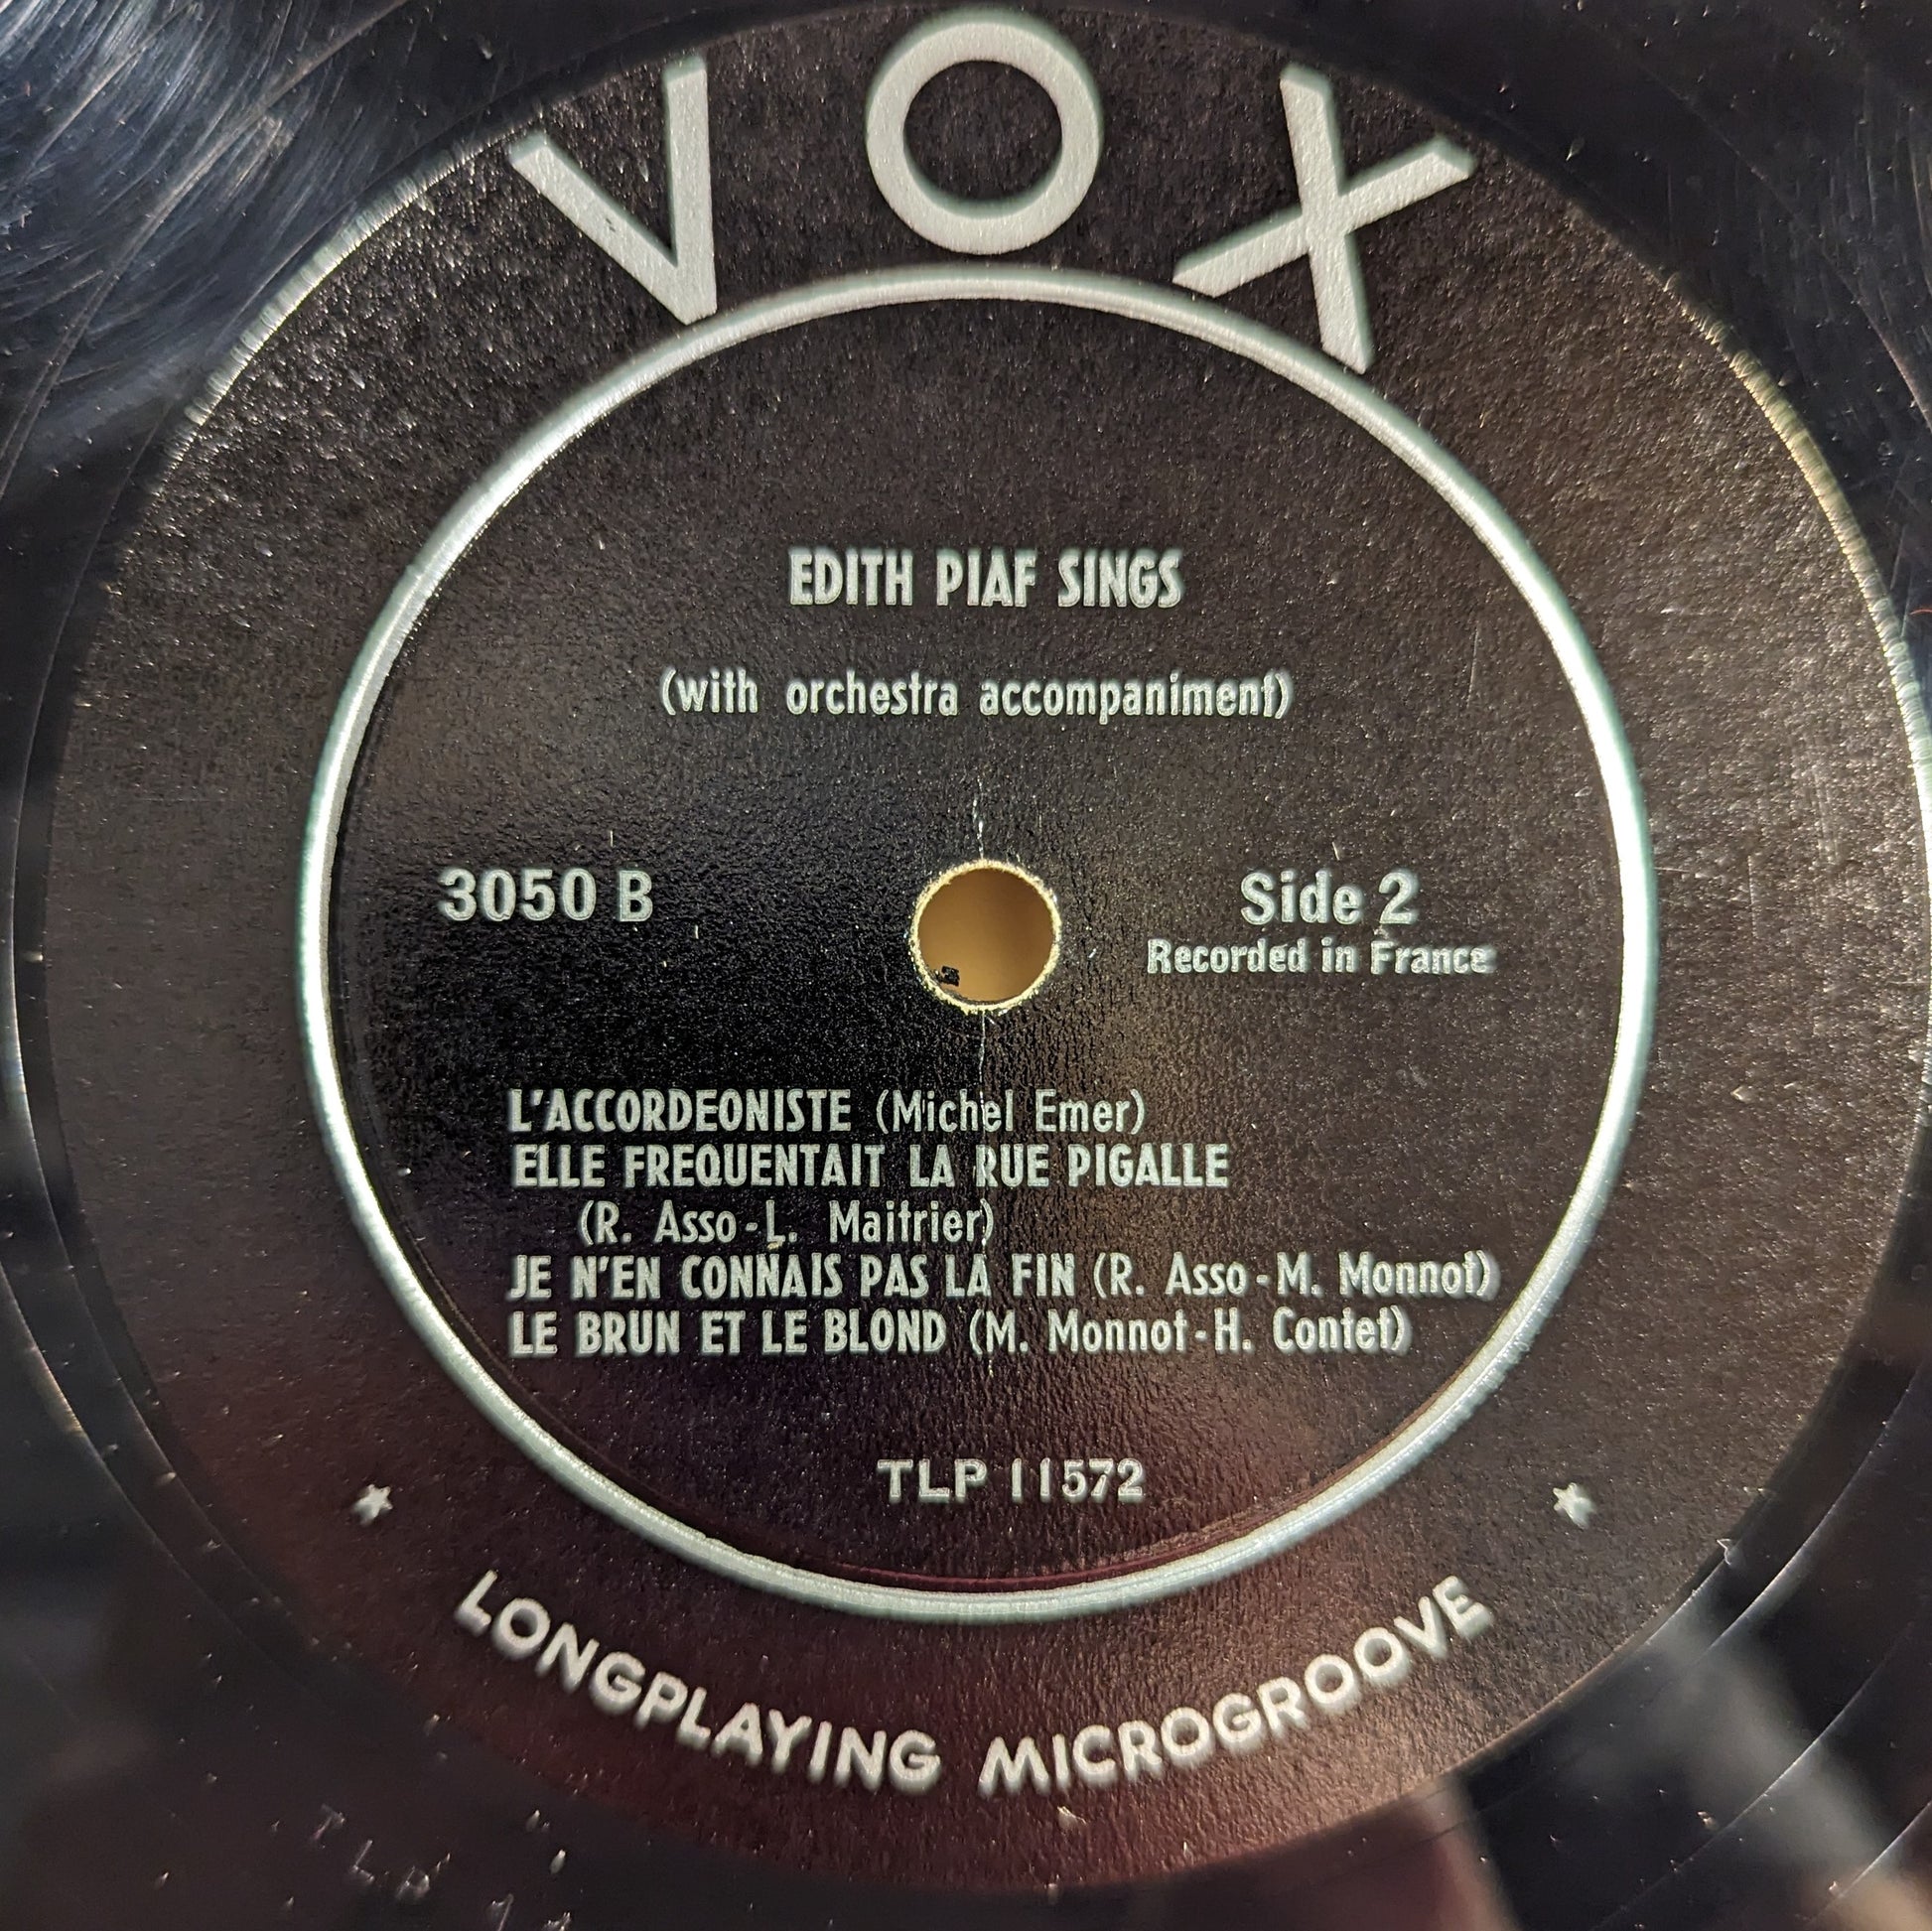 VOX
EDITH PIAF SINGS
(with orchestra accompaniment)
3050 B
Side 2
Recorded in France
L'ACCORDEONISTE (Michel Emer)
ELLE FREQUENTAIT LA RUE PIGALLE
(R. Asso-L. Maitrier)
JE N'EN CONNAIS PAS LA FIN (R. Asso-M. Monnot)
LE BRUN ET LE BLOND (M. Monnot-H. Contet)
TLP 11572
LONGPLAYING MICROGROOVE
TLP